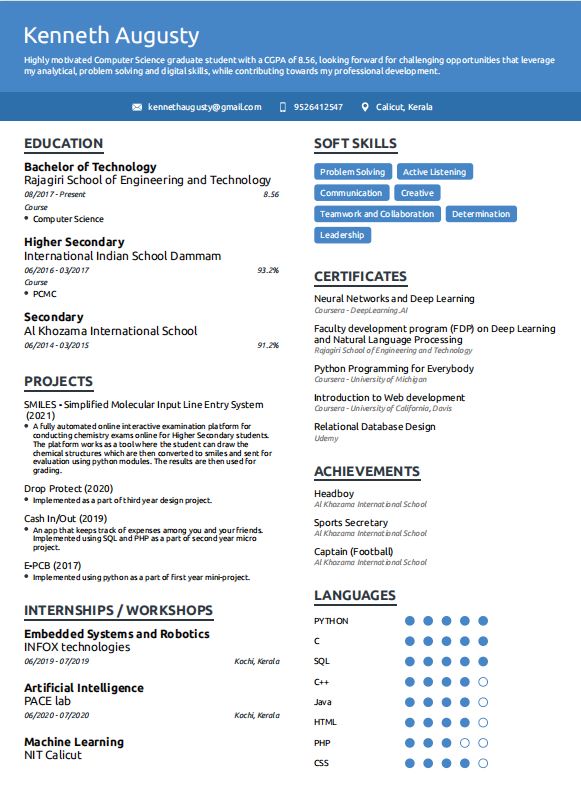 Kenneth Augusty
Highly motivated Computer Science graduate student with a CGPA of 8.56, looking forward for challenging opportunities that leverage
my analytical, problem solving and digital skills, while contributing towards my professional development.
kennethaugusty@gmail.com 9526412547 Calicut, Kerala
EDUCATION
Bachelor of Technology
Rajagiri School of Engineering and Technology
08/2017 - Present 8.56
Course
• Computer Science
Higher Secondary
International Indian School Dammam
06/2016 - 03/2017 93.2%
Course
• PCMC
Secondary
Al Khozama International School
06/2014 - 03/2015 91.2%
PROJECTS
SMILES - Simplified Molecular Input Line Entry System
(2021)
• A fully automated online interactive examination platform for
conducting chemistry exams online for Higher Secondary students.
The platform works as a tool where the student can draw the
chemical structures which are then converted to smiles and sent for
evaluation using python modules. The results are then used for
grading.
Drop Protect (2020)
• Implemented as a part of third year design project.
Cash In/Out (2019)
• An app that keeps track of expenses among you and your friends.
Implemented using SQL and PHP as a part of second year micro
project.
E-PCB (2017)
• Implemented using python as a part of first year mini-project.
INTERNSHIPS / WORKSHOPS
Embedded Systems and Robotics
INFOX technologies
06/2019 - 07/2019 Kochi, Kerala
Artificial Intelligence
PACE lab
06/2020 - 07/2020 Kochi, Kerala
Machine Learning
NIT Calicut
SOFT SKILLS
Problem Solving Active Listening
Communication Creative
Teamwork and Collaboration Determination
Leadership
CERTIFICATES
Neural Networks and Deep Learning
Coursera - DeepLearning.AI
Faculty development program (FDP) on Deep Learning
and Natural Language Processing
Rajagiri School of Engineering and Technology
Python Programming for Everybody
Coursera - University of Michigan
Introduction to Web development
Coursera - University of California, Davis
Relational Database Design
Udemy
ACHIEVEMENTS
Headboy
Al Khozama International School
Sports Secretary
Al Khozama International School
Captain (Football)
Al Khozama International School
LANGUAGES
PYTHON
C
SQL
C++
Java
HTML
PHP
CSS